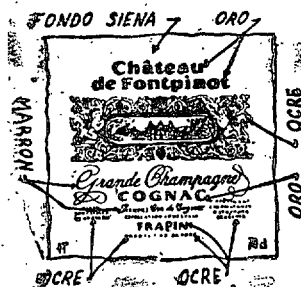 FONDO SIENA
ORO
Château
de Fontpinot
OCRE
MARRON
Grande Champagne
COGNAC
ORO
FRAPIN
OCRE
OCRE